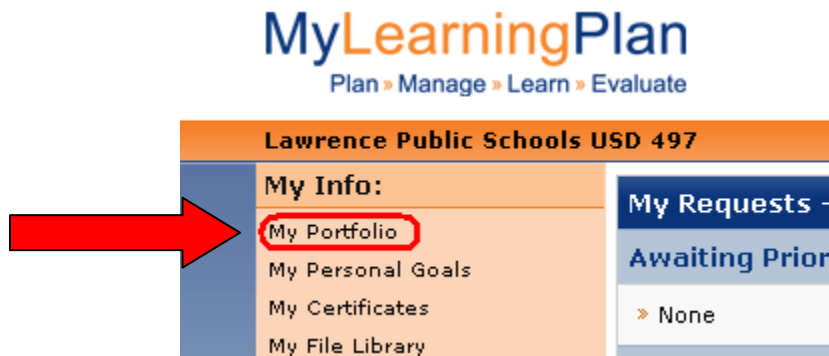 MyLearningPlan
Plan » Manage » Learn » Evaluate
Lawrence Public Schools USD 497
My Info:
My Portfolio
My Personal Goals
My Certificates
My File Library
My Requests -
Awaiting Prior
» None